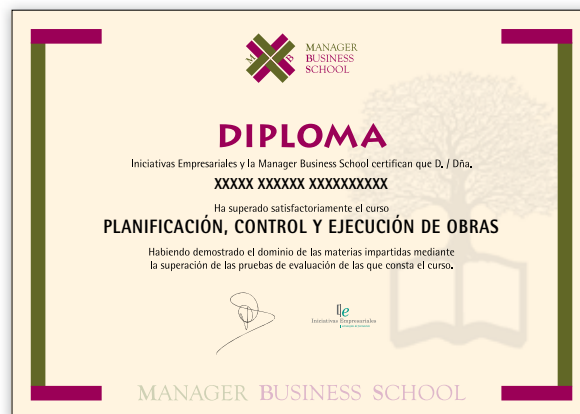 M B
MANAGER
BUSINESS
SCHOOL
DIPLOMA
Iniciativas Empresariales y la Manager Business School certifican que D. / Dña.
XXXXX XXXXXX XXXXXXXXXX
Ha superado satisfactoriamente el curso
PLANIFICACIÓN, CONTROL Y EJECUCIÓN DE OBRAS
Habiendo demostrado el dominio de las materias impartidas mediante
la superación de las pruebas de evaluación de las que consta el curso.
Iniciativas Empresariales
MANAGER BUSINESS SCHOOL